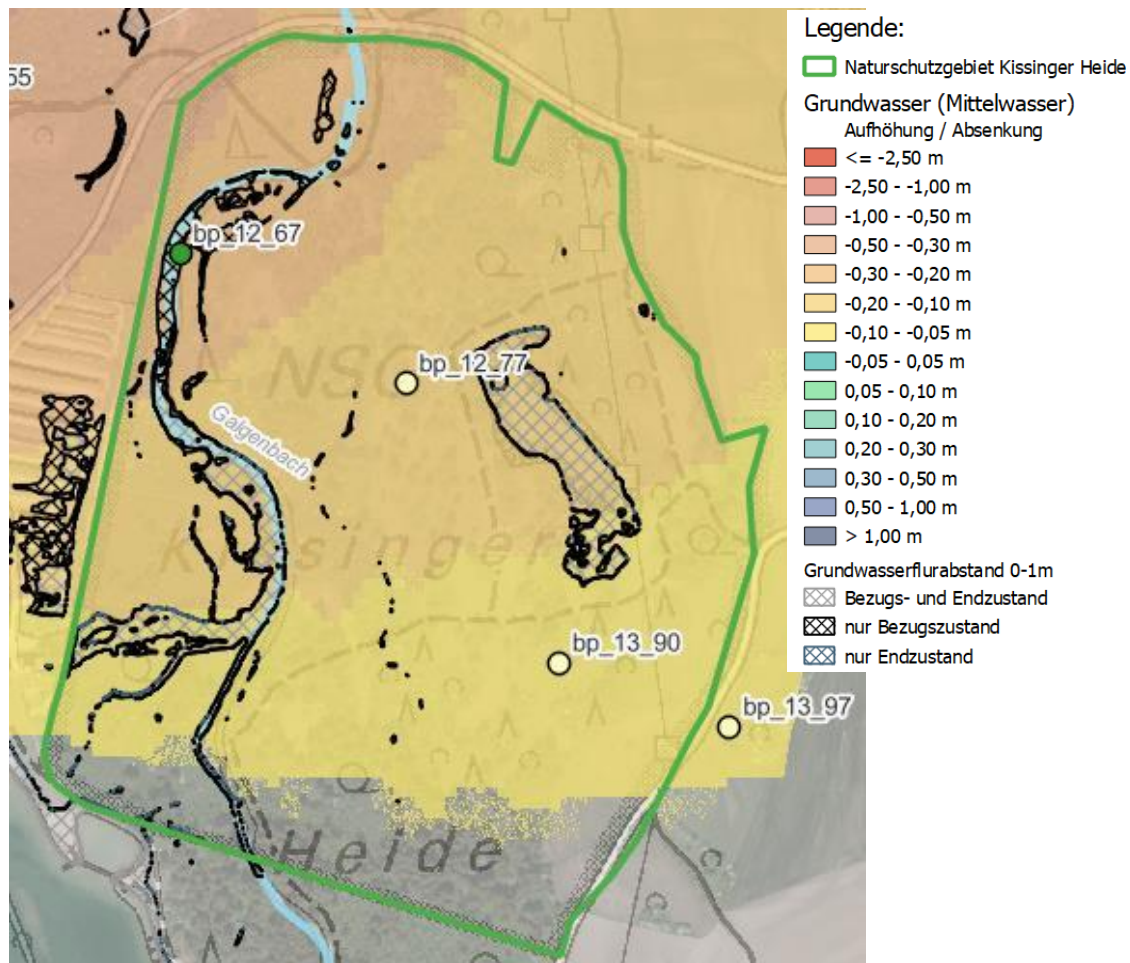 55
bp_12_67
NSG
bp_12_77
Galgenbach
Kissinger
bp_13_90
bp_13_97
Heide
Legende:
Naturschutzgebiet Kissinger Heide
Grundwasser (Mittelwasser)
Aufhöhung / Absenkung
<= -2,50 m
-2,50 - -1,00 m
-1,00 - -0,50 m
-0,50 - -0,30 m
-0,30 - -0,20 m
-0,20 - -0,10 m
-0,10 - -0,05 m
-0,05 - 0,05 m
0,05 - 0,10 m
0,10 - 0,20 m
0,20 - 0,30 m
0,30 - 0,50 m
0,50 - 1,00 m
> 1,00 m
Grundwasserflurabstand 0-1m
Bezugs- und Endzustand
nur Bezugszustand
nur Endzustand